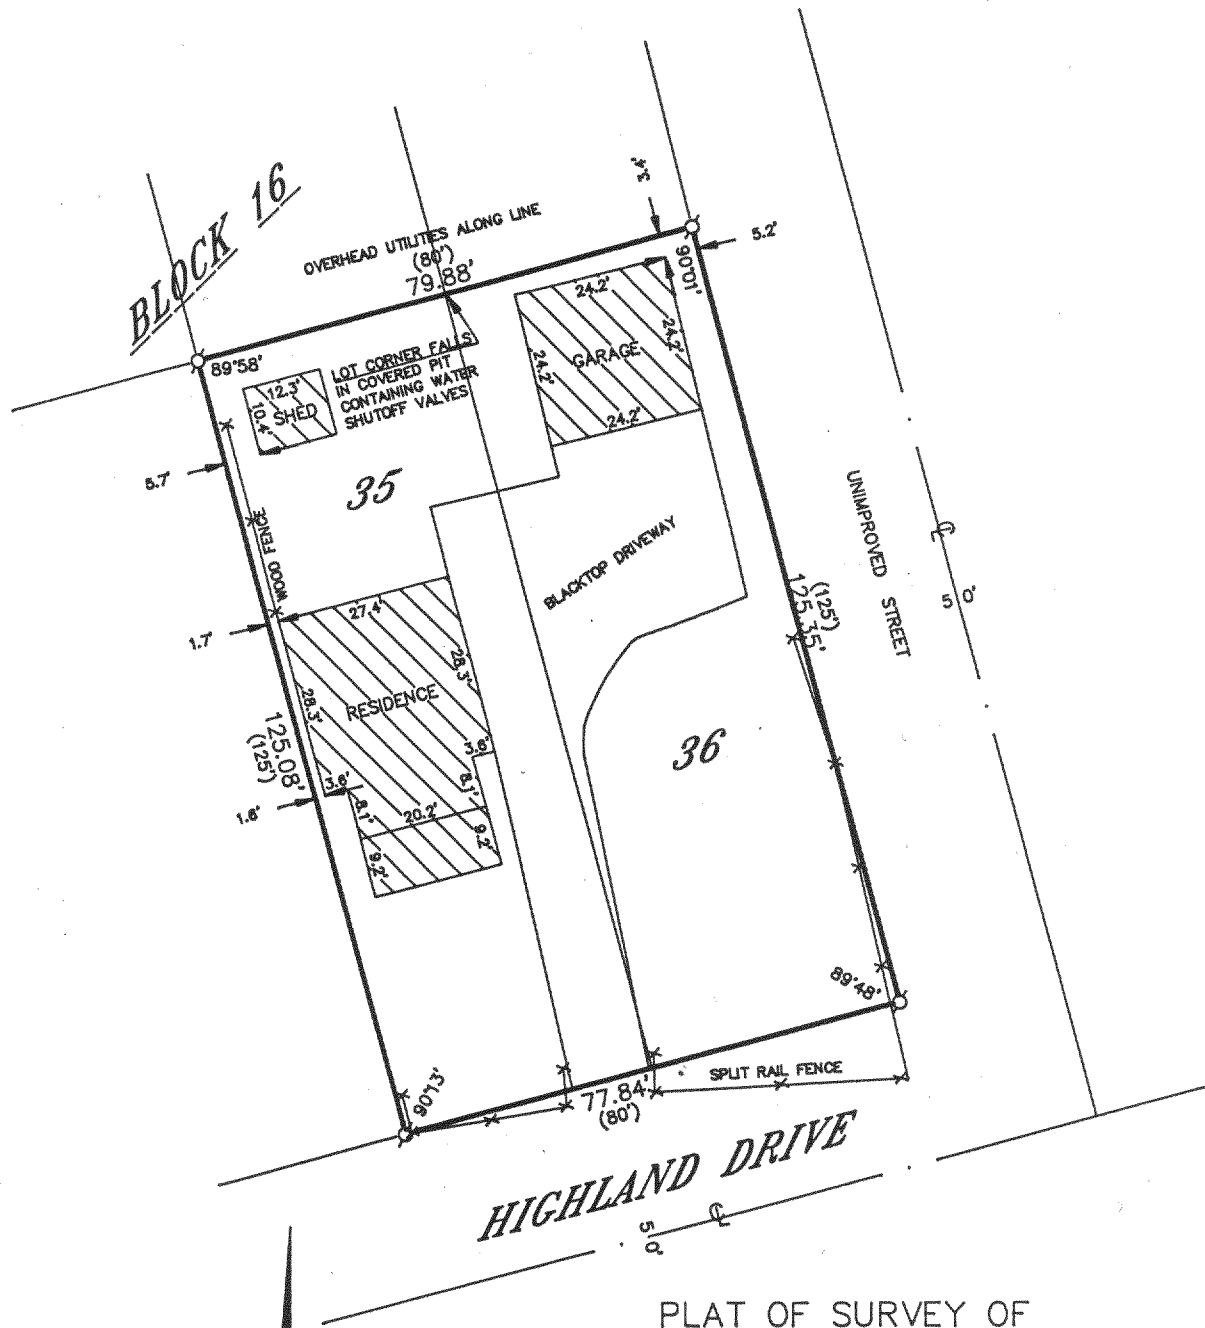 BLOCK 16
3.4'
OVERHEAD UTILITIES ALONG LINE
(80')
79.88'
5.2'
90°01'
89°58'
24.2'
24.2'
GARAGE
24.2'
24.2'
12.3'
10.4'
SHED
LOT CORNER FALLS
IN COVERED PIT
CONTAINING WATER
SHUTOFF VALVES
5.7'
35
WOOD FENCE
BLACKTOP DRIVEWAY
UNIMPROVED STREET
℄
50'
(125')
125.35'
1.7'
27.4'
28.3'
28.3'
RESIDENCE
36
125.08'
(125')
3.6'
3.6'
8.1'
8.1'
1.6'
20.2'
9.2'
9.2'
89°48'
90°13'
SPLIT RAIL FENCE
77.84'
(80')
HIGHLAND DRIVE
℄
50'
PLAT OF SURVEY OF